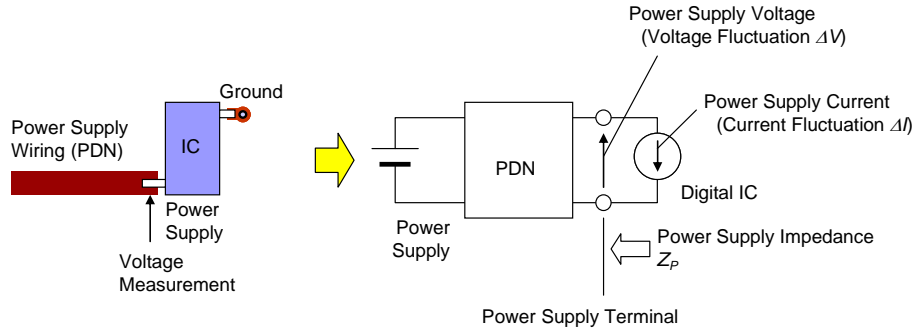 Ground
Power Supply
Wiring (PDN)
IC
Power
Supply
Voltage
Measurement
Power Supply Voltage
(Voltage Fluctuation ΔV)
Power Supply Current
(Current Fluctuation ΔI)
PDN
Digital IC
Power
Supply
Power Supply Impedance
ZP
Power Supply Terminal